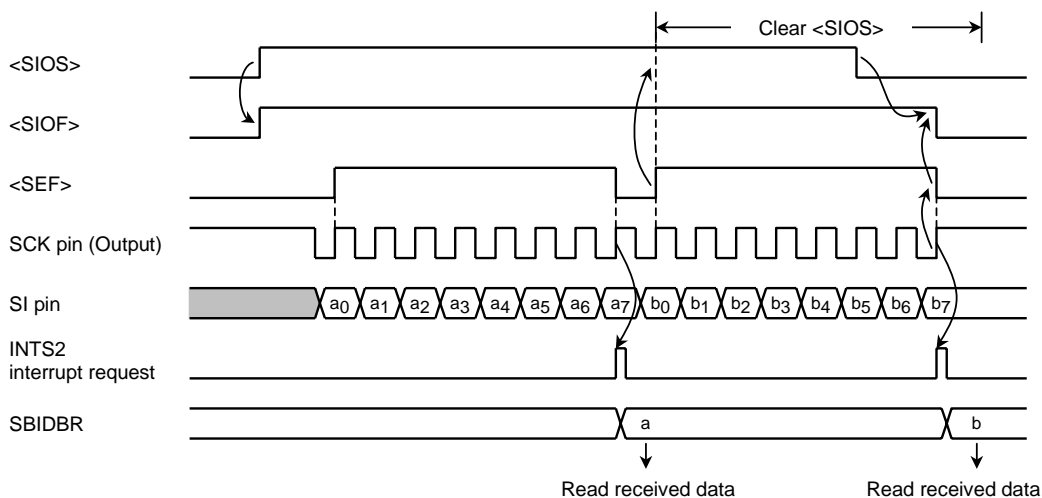 Clear <SIOS>
<SIOS>
<SIOF>
<SEF>
SCK pin (Output)
SI pin a0 a1 a2 a3 a4 a5 a6 a7 b0 b1 b2 b3 b4 b5 b6 b7
INTS2
interrupt request
SBIDBR a b
Read received data Read received data